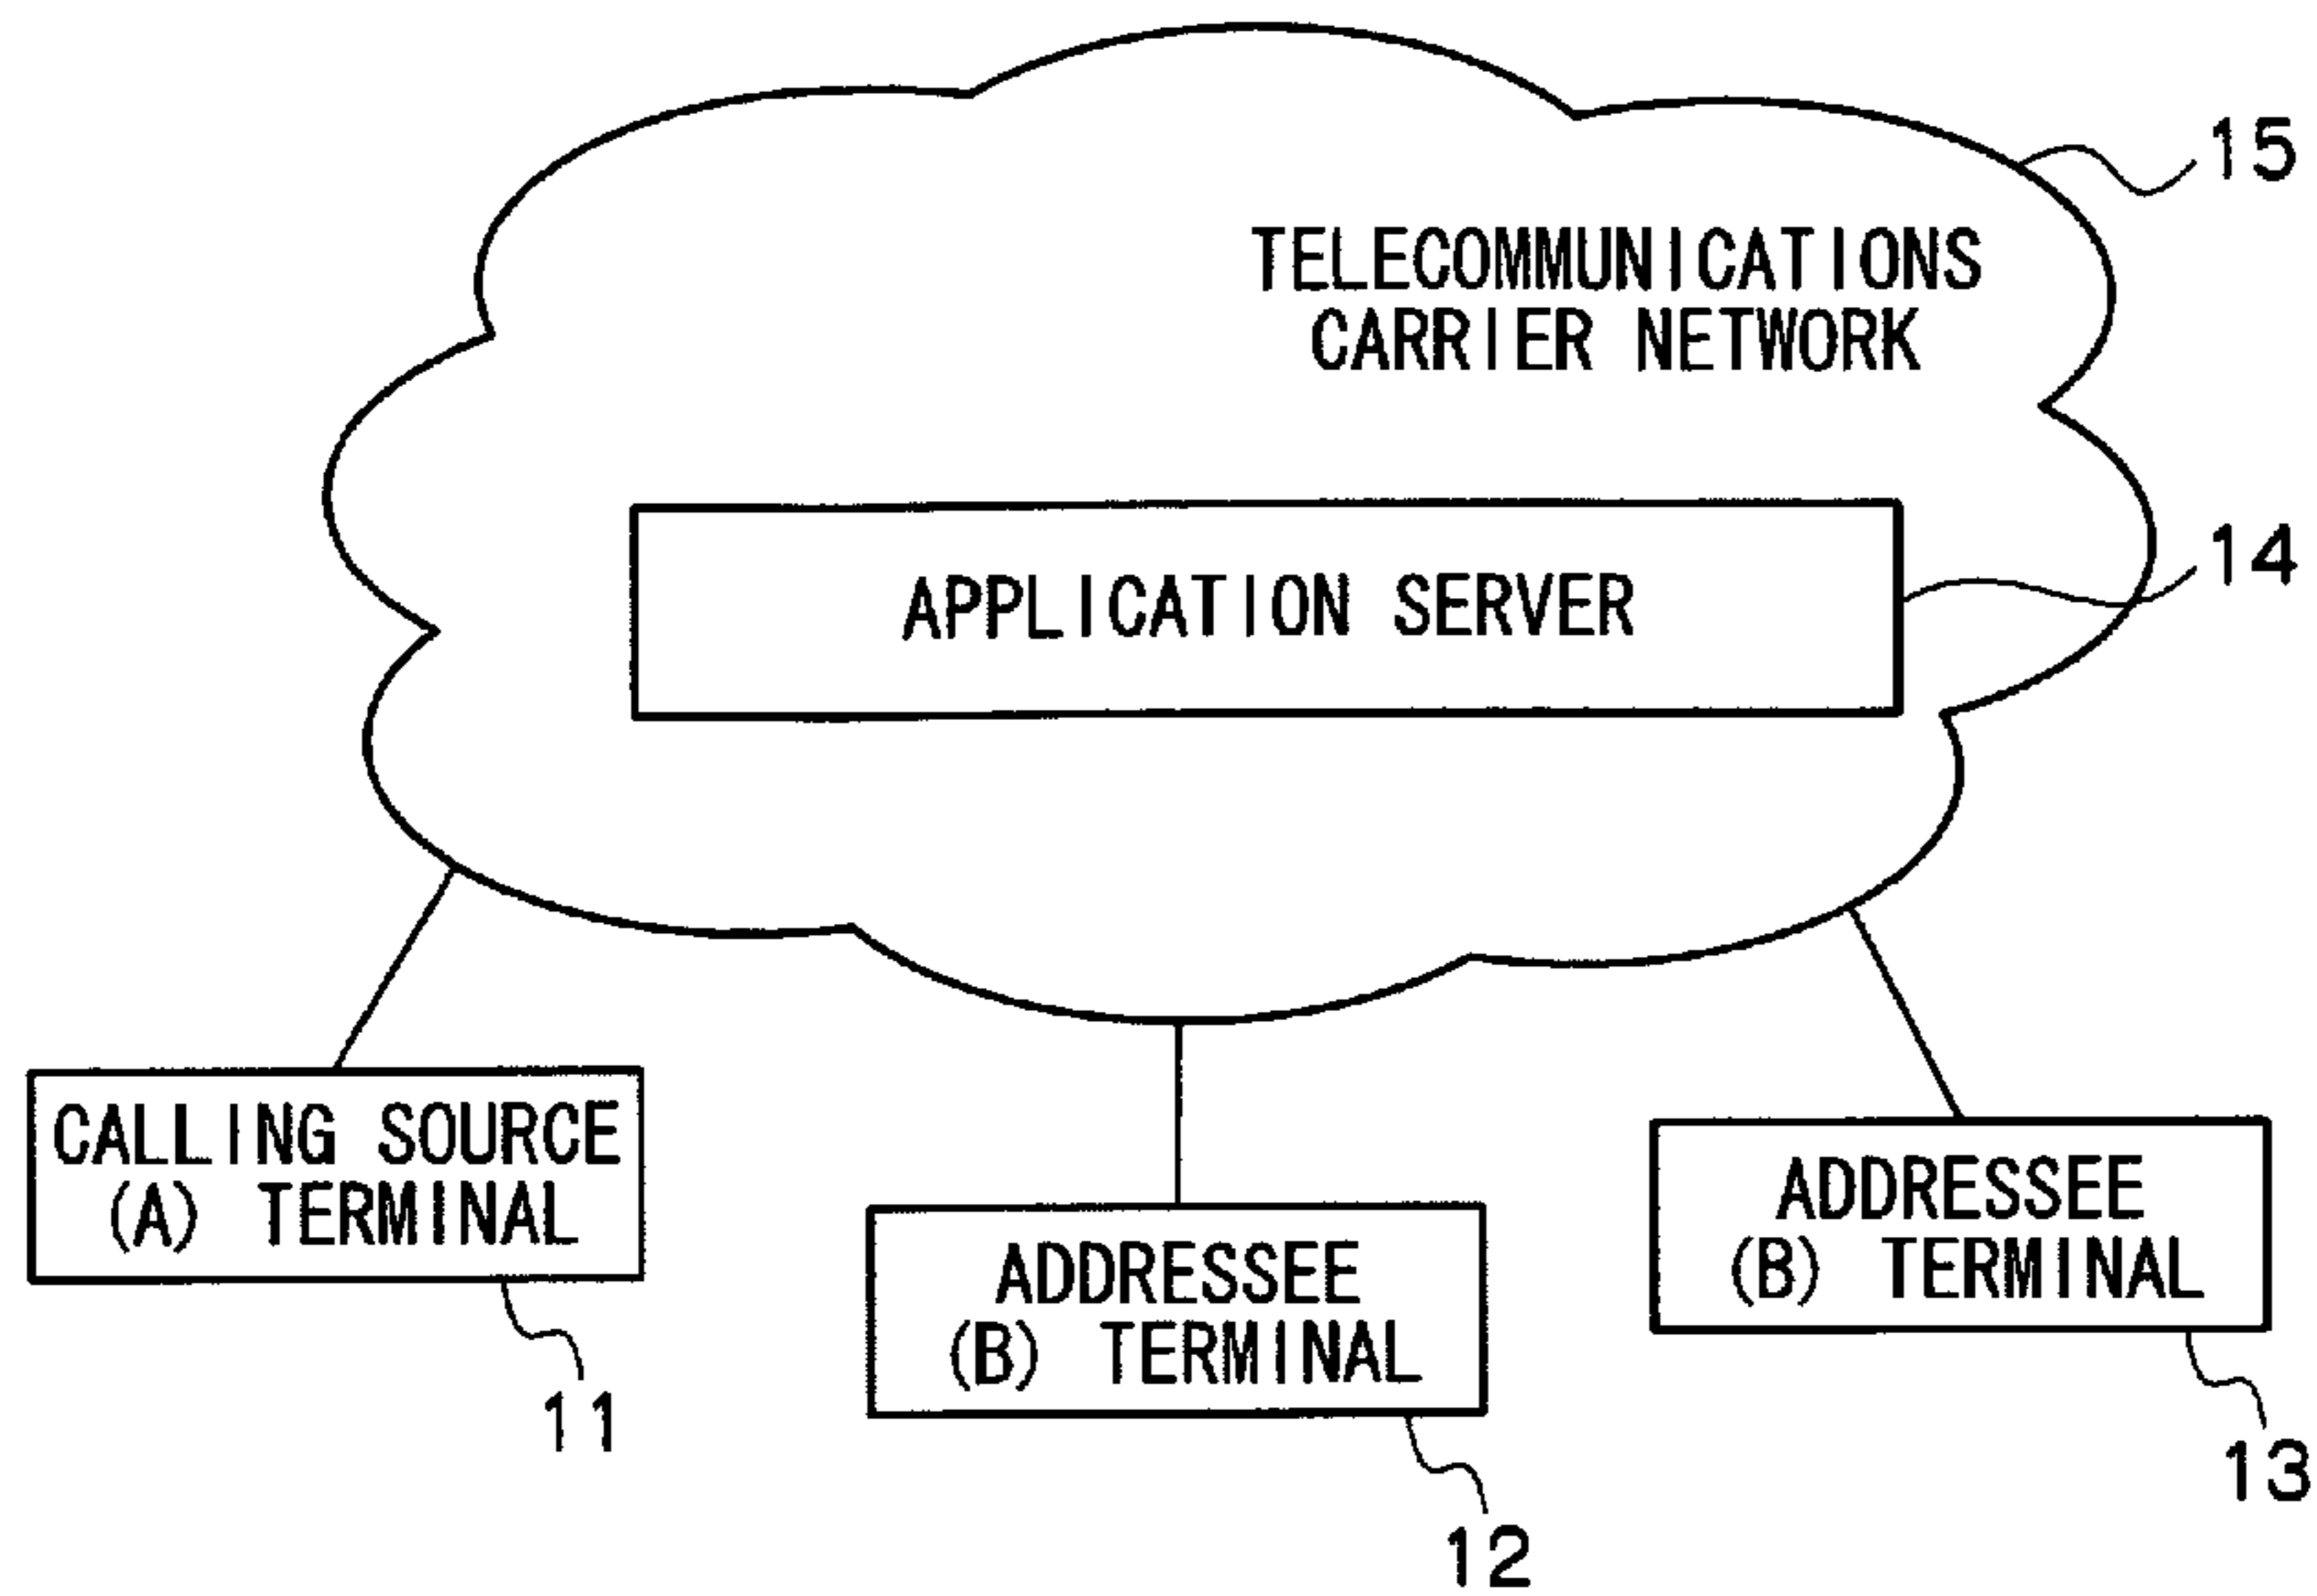 15
TELECOMMUNICATIONS
CARRIER NETWORK
14
APPLICATION SERVER
CALLING SOURCE
(A) TERMINAL
11
ADDRESSEE
(B) TERMINAL
12
ADDRESSEE
(B) TERMINAL
13